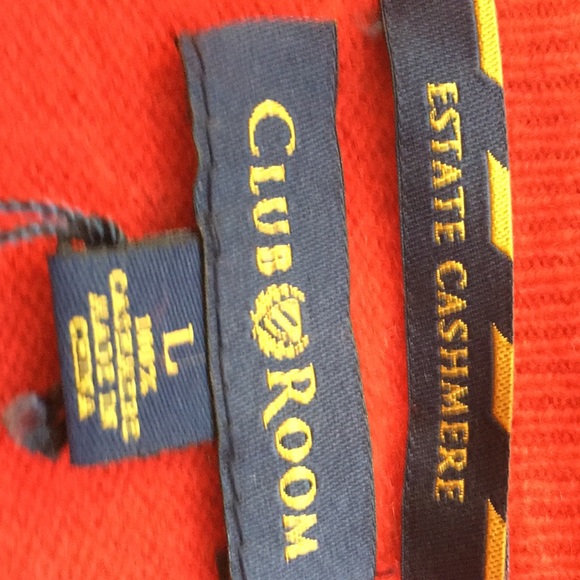 ESTATE CASHMERE
CLUB ROOM
L
100%
CASHMERE
MADE IN
CHINA